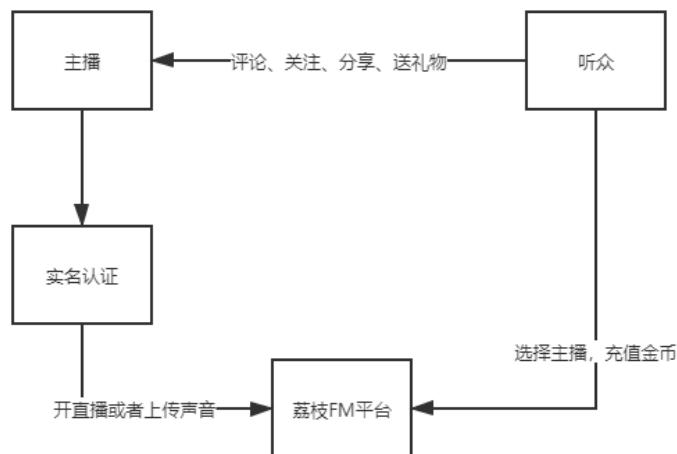 主播
评论、关注、分享、送礼物
听众
实名认证
选择主播，充值金币
开直播或者上传声音
荔枝FM平台